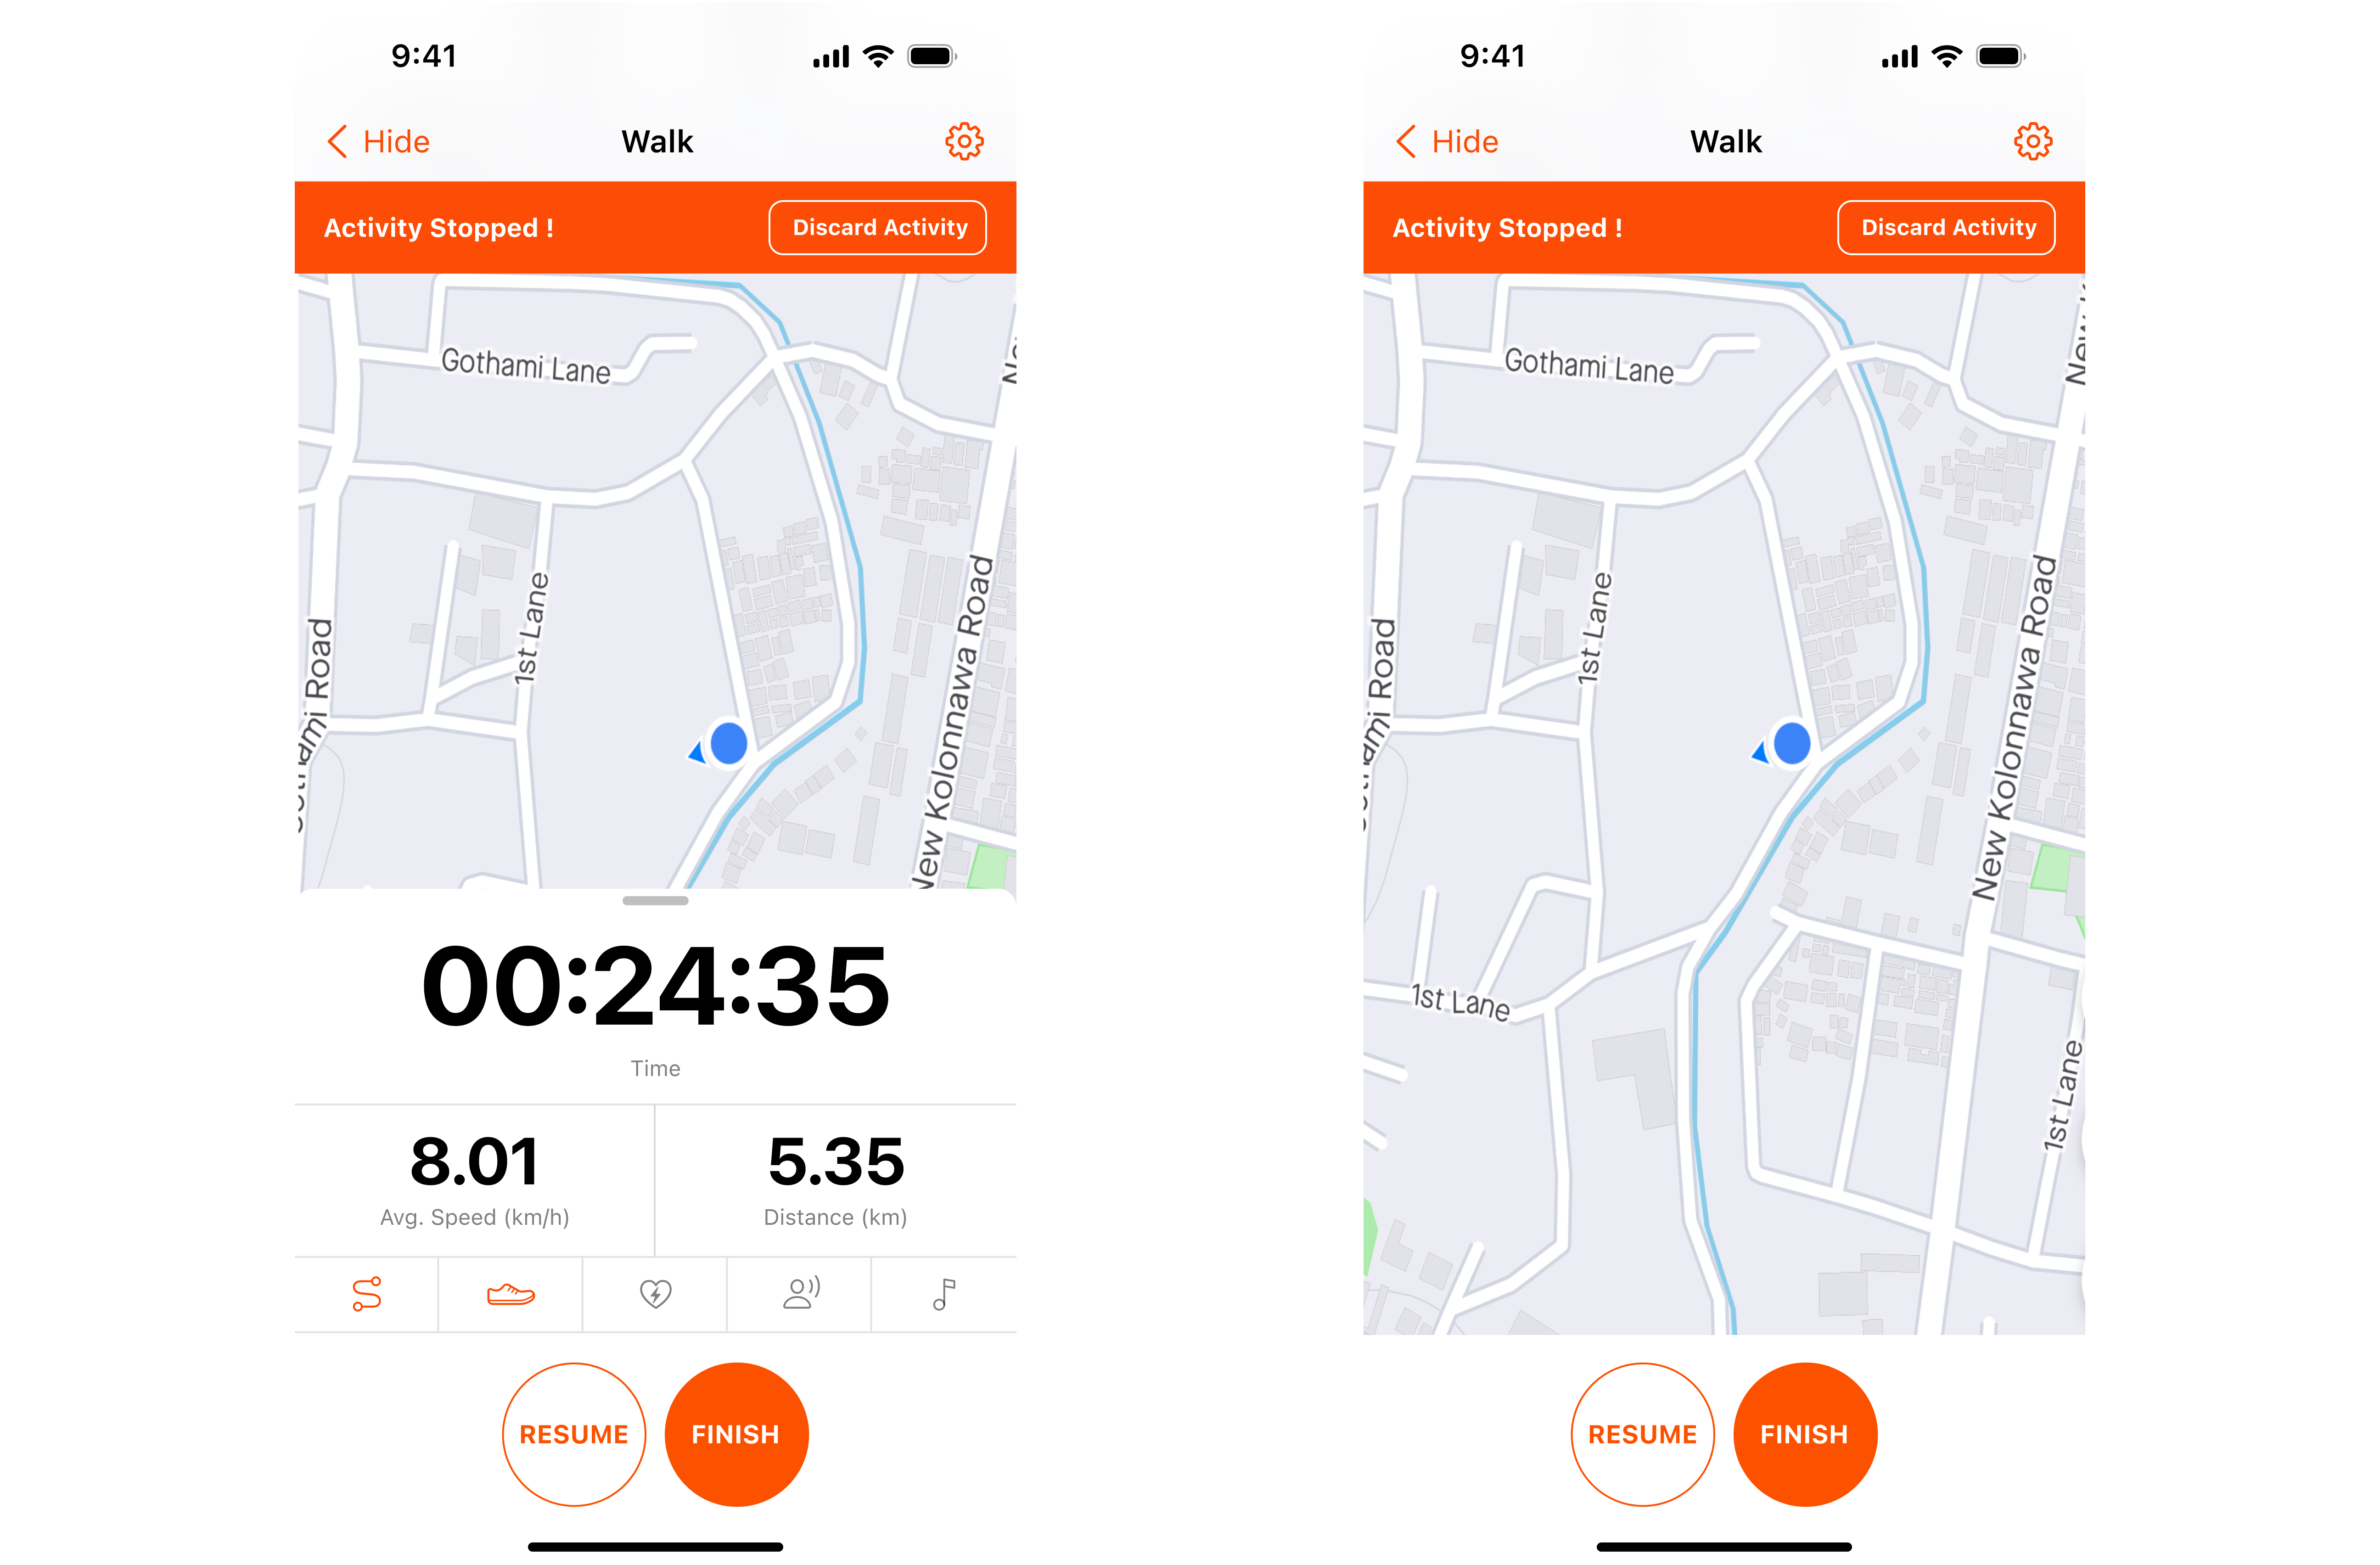 9:41
Hide
Walk
Activity Stopped !
Discard Activity
Gothami Lane
1st Lane
New Kolonnawa Road
Road
00:24:35
Time
8.01
Avg. Speed (km/h)
5.35
Distance (km)
RESUME
FINISH
9:41
Hide
Walk
Activity Stopped !
Discard Activity
Gothami Lane
1st Lane
New Kolonnawa Road
Road
1st Lane
1st Lane
RESUME
FINISH